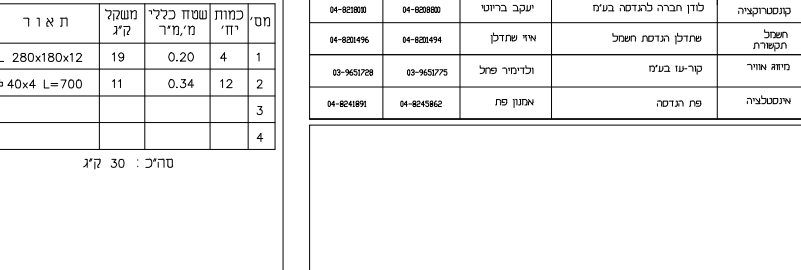 מס' כמות יח' שטח כללי מ',מ"ר משקל ק"ג תאור
1 4 0.20 19 L 280x180x12
2 12 0.34 11 40x4 L=700
3
4
סה"כ : 30 ק"ג
קונסטרוקציה לודן חברה להנדסה בע"מ יעקב בריוטי 04-8208800 04-8218010
חשמל תקשורת שתדלן הנדסת חשמל איזי שתדלן 04-8201494 04-8201496
מיזוג אוויר קור-עז בע"מ ולדימיר פחל 03-9651775 03-9651728
אינסטלציה פת הנדסה אמנון פת 04-8245862 04-8241891